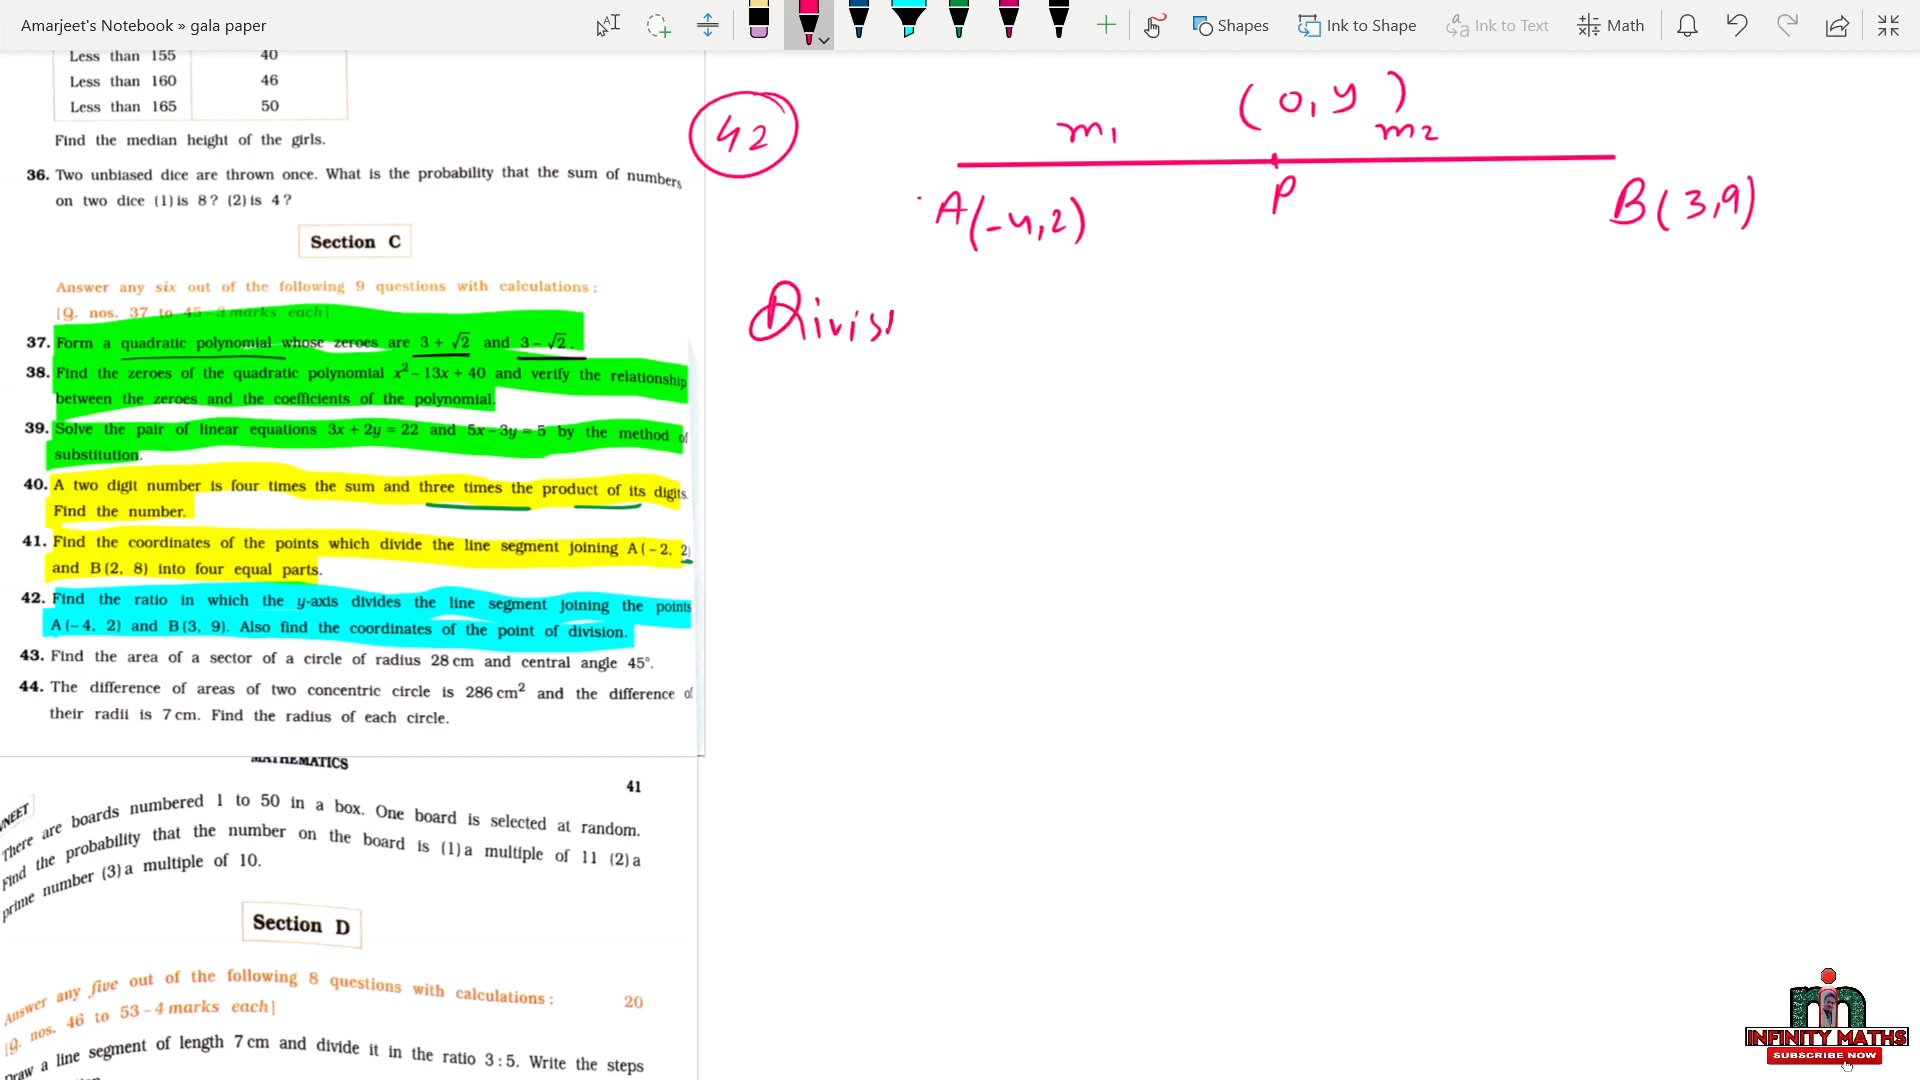 Amarjeet's Notebook » gala paper
Shapes
Ink to Shape
Ink to Text
Math
Less than 155 40
Less than 160 46
Less than 165 50
Find the median height of the girls.
36. Two unbiased dice are thrown once. What is the probability that the sum of numbers
on two dice (1) is 8? (2) is 4?
Section C
Answer any six out of the following 9 questions with calculations :
[Q. nos. 37 to 45 – 3 marks each]
37. Form a quadratic polynomial whose zeroes are 3 + √2 and 3 – √2.
38. Find the zeroes of the quadratic polynomial x² – 13x + 40 and verify the relationship
between the zeroes and the coefficients of the polynomial.
39. Solve the pair of linear equations 3x + 2y = 22 and 5x – 3y = 5 by the method of
substitution.
40. A two digit number is four times the sum and three times the product of its digits.
Find the number.
41. Find the coordinates of the points which divide the line segment joining A(–2, 2)
and B(2, 8) into four equal parts.
42. Find the ratio in which the y-axis divides the line segment joining the points
A(–4, 2) and B(3, 9). Also find the coordinates of the point of division.
43. Find the area of a sector of a circle of radius 28 cm and central angle 45°.
44. The difference of areas of two concentric circle is 286 cm² and the difference of
their radii is 7 cm. Find the radius of each circle.
MATHEMATICS
41
There are boards numbered 1 to 50 in a box. One board is selected at random.
Find the probability that the number on the board is (1) a multiple of 11 (2) a
prime number (3) a multiple of 10.
Section D
Answer any five out of the following 8 questions with calculations : 20
[Q. nos. 46 to 53 – 4 marks each]
Draw a line segment of length 7 cm and divide it in the ratio 3 : 5. Write the steps
42
(0, y)
m1 m2
P
A(-4,2) B(3,9)
Divisi
INFINITY MATHS
SUBSCRIBE NOW